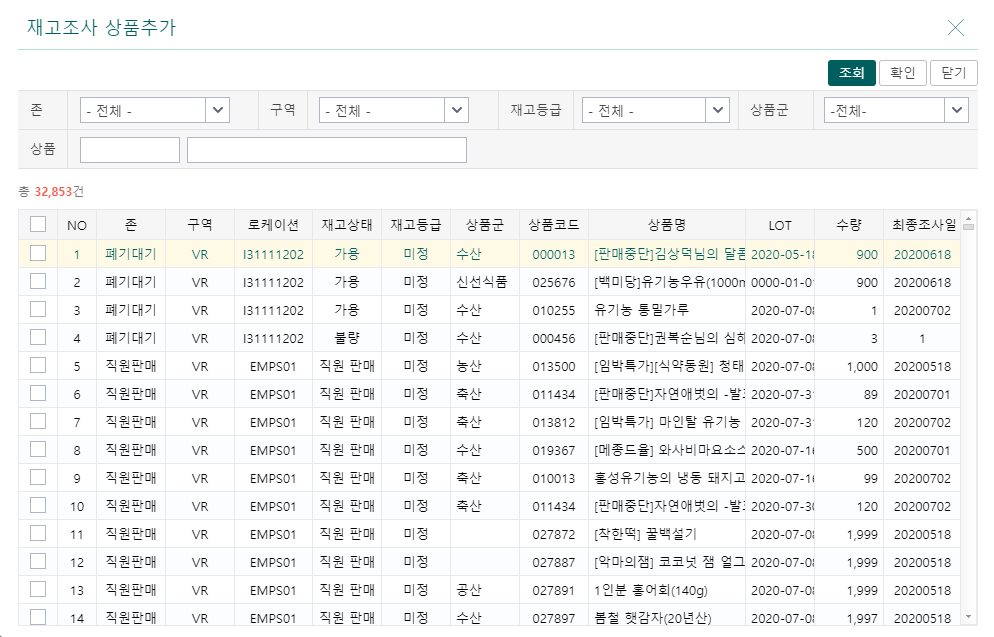 재고조사 상품추가
조회 확인 닫기
존 - 전체 - 구역 - 전체 - 재고등급 - 전체 - 상품군 -전체-
상품
총 32,853건
NO 존 구역 로케이션 재고상태 재고등급 상품군 상품코드 상품명 LOT 수량 최종조사일
1 폐기대기 VR I31111202 가용 미정 수산 000013 [판매중단]김상덕님의 달콤 2020-05-18 900 20200618
2 폐기대기 VR I31111202 가용 미정 신선식품 025676 [백미당]유기농우유(1000m 0000-01-01 900 20200618
3 폐기대기 VR I31111202 가용 미정 수산 010255 유기농 통밀가루 2020-07-08 1 20200702
4 폐기대기 VR I31111202 불량 미정 수산 000456 [판매중단]권복순님의 심해 2020-07-08 3 1
5 직원판매 VR EMPS01 직원 판매 미정 농산 013500 [임박특가][식약동원] 청태 2020-07-08 1,000 20200518
6 직원판매 VR EMPS01 직원 판매 미정 축산 011434 [판매중단]자연애벗의 -발효 2020-07-31 89 20200701
7 직원판매 VR EMPS01 직원 판매 미정 축산 013812 [임박특가] 마인탈 유기농 2020-07-31 120 20200702
8 직원판매 VR EMPS01 직원 판매 미정 수산 019367 [메종드율] 와사비마요소스 2020-07-16 500 20200701
9 직원판매 VR EMPS01 직원 판매 미정 축산 010013 홍성유기농의 냉동 돼지고 2020-07-16 99 20200702
10 직원판매 VR EMPS01 직원 판매 미정 축산 011434 [판매중단]자연애벗의 -발효 2020-07-30 120 20200702
11 직원판매 VR EMPS01 직원 판매 미정 027872 [착한떡] 꿀백설기 2020-07-08 1,999 20200518
12 직원판매 VR EMPS01 직원 판매 미정 027887 [악마의잼] 코코넛 잼 얼그 2020-07-08 1,999 20200518
13 직원판매 VR EMPS01 직원 판매 미정 공산 027891 1인분 홍어회(140g) 2020-07-08 1,999 20200518
14 직원판매 VR EMPS01 직원 판매 미정 수산 027897 봄철 햇감자(20년산) 2020-07-08 1,997 20200518